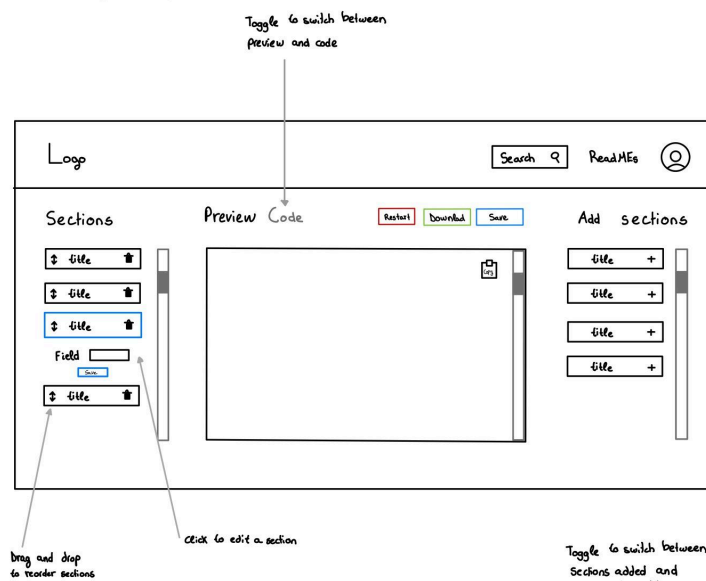 Toggle to switch between
Preview and code
Logo
Search
ReadMEs
Sections
Preview Code
Restart
Download
Save
Add sections
title
title
title
Field
Save
title
Copy
title +
title +
title +
title +
Drag and drop
to reorder sections
Click to edit a section
Toggle to switch between
Sections added and